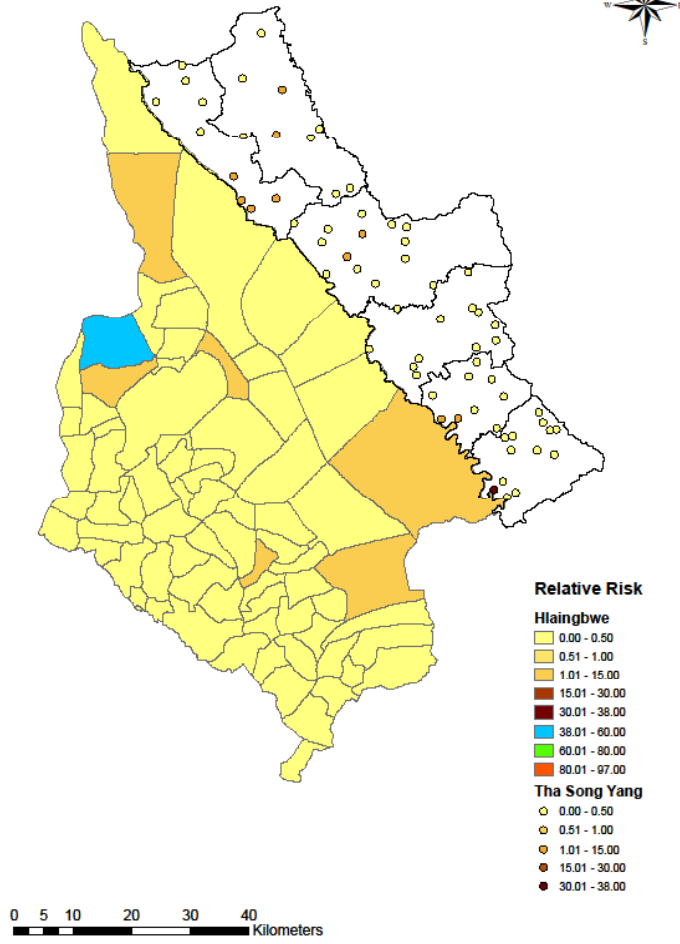 W
S
Relative Risk
Hlaingbwe
0.00 - 0.50
0.51 - 1.00
1.01 - 15.00
15.01 - 30.00
30.01 - 38.00
38.01 - 60.00
60.01 - 80.00
80.01 - 97.00
Tha Song Yang
0.00 - 0.50
0.51 - 1.00
1.01 - 15.00
15.01 - 30.00
30.01 - 38.00
0 5 10 20 30 40
Kilometers